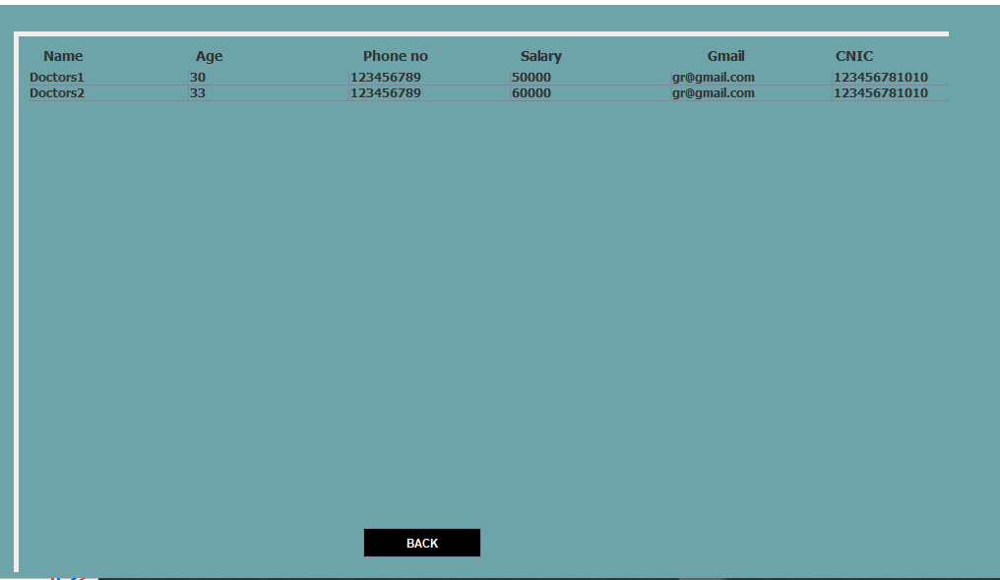 Name Age Phone no Salary Gmail CNIC
Doctors1 30 123456789 50000 gr@gmail.com 123456781010
Doctors2 33 123456789 60000 gr@gmail.com 123456781010
BACK